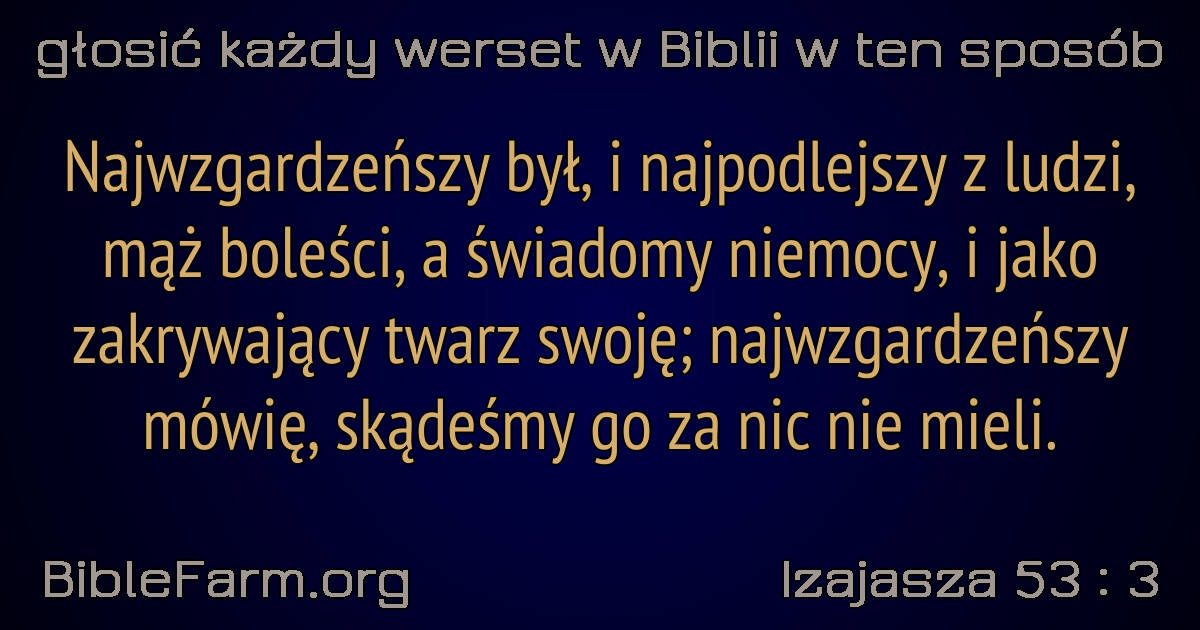 głosić każdy werset w Biblii w ten sposób
Najwzgardzeńszy był, i najpodlejszy z ludzi,
mąż boleści, a świadomy niemocy, i jako
zakrywający twarz swoję; najwzgardzeńszy
mówię, skądeśmy go za nic nie mieli.
BibleFarm.org
Izajasza 53 : 3